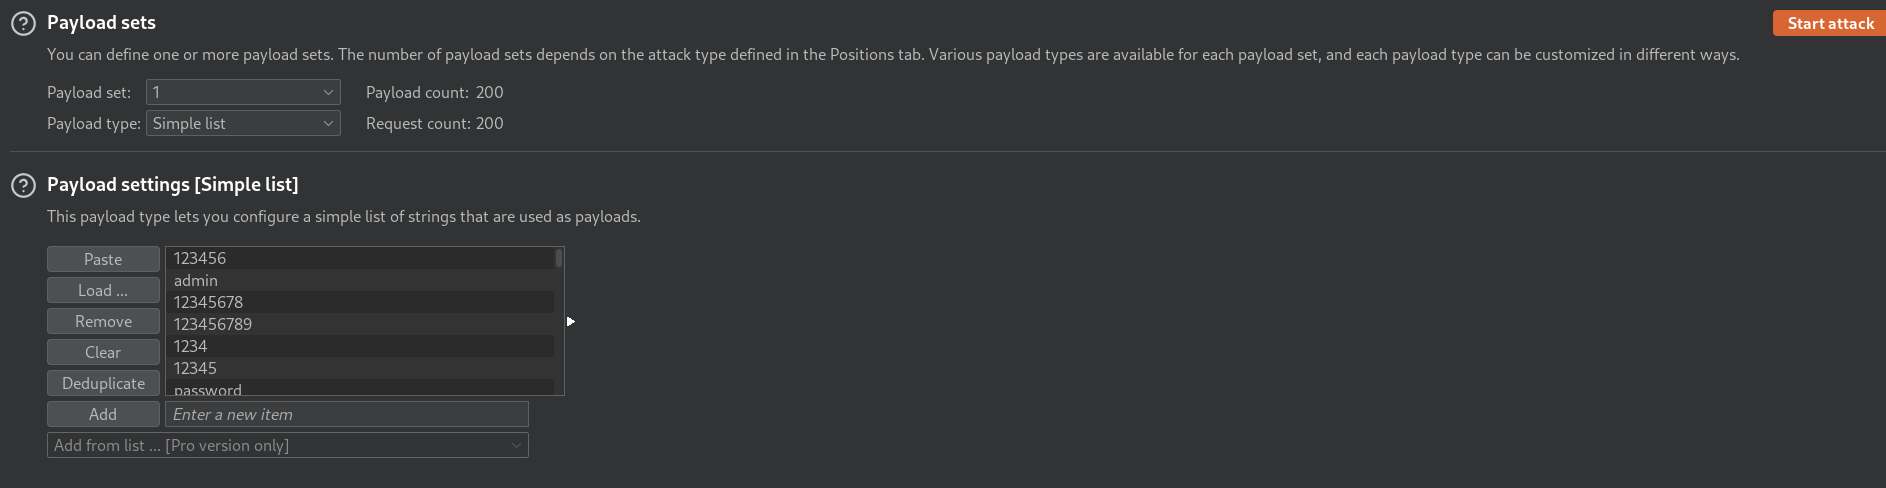 Payload sets
Start attack
You can define one or more payload sets. The number of payload sets depends on the attack type defined in the Positions tab. Various payload types are available for each payload set, and each payload type can be customized in different ways.
Payload set: 1 Payload count: 200
Payload type: Simple list Request count: 200
Payload settings [Simple list]
This payload type lets you configure a simple list of strings that are used as payloads.
Paste 123456
admin
Load ... 12345678
Remove 123456789
1234
Clear 12345
Deduplicate password
Add Enter a new item
Add from list ... [Pro version only]